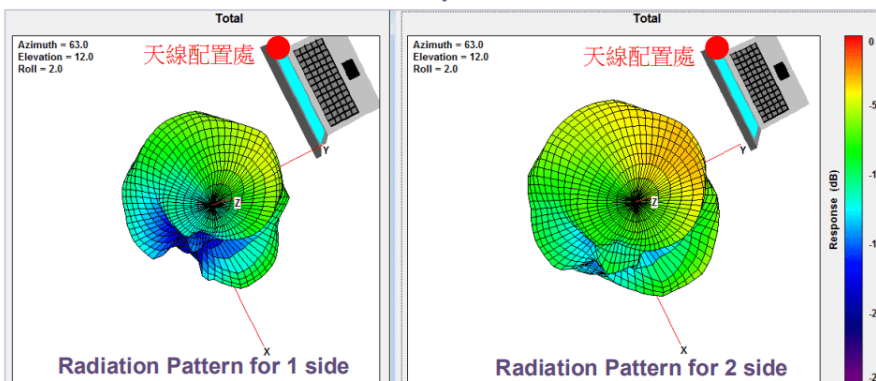 Total
Azimuth = 63.0
Elevation = 12.0
Roll = 2.0
天線配置處
Y
Z
X
Radiation Pattern for 1 side
Total
Azimuth = 63.0
Elevation = 12.0
Roll = 2.0
天線配置處
Y
Z
X
Radiation Pattern for 2 side
0
Response (dB)